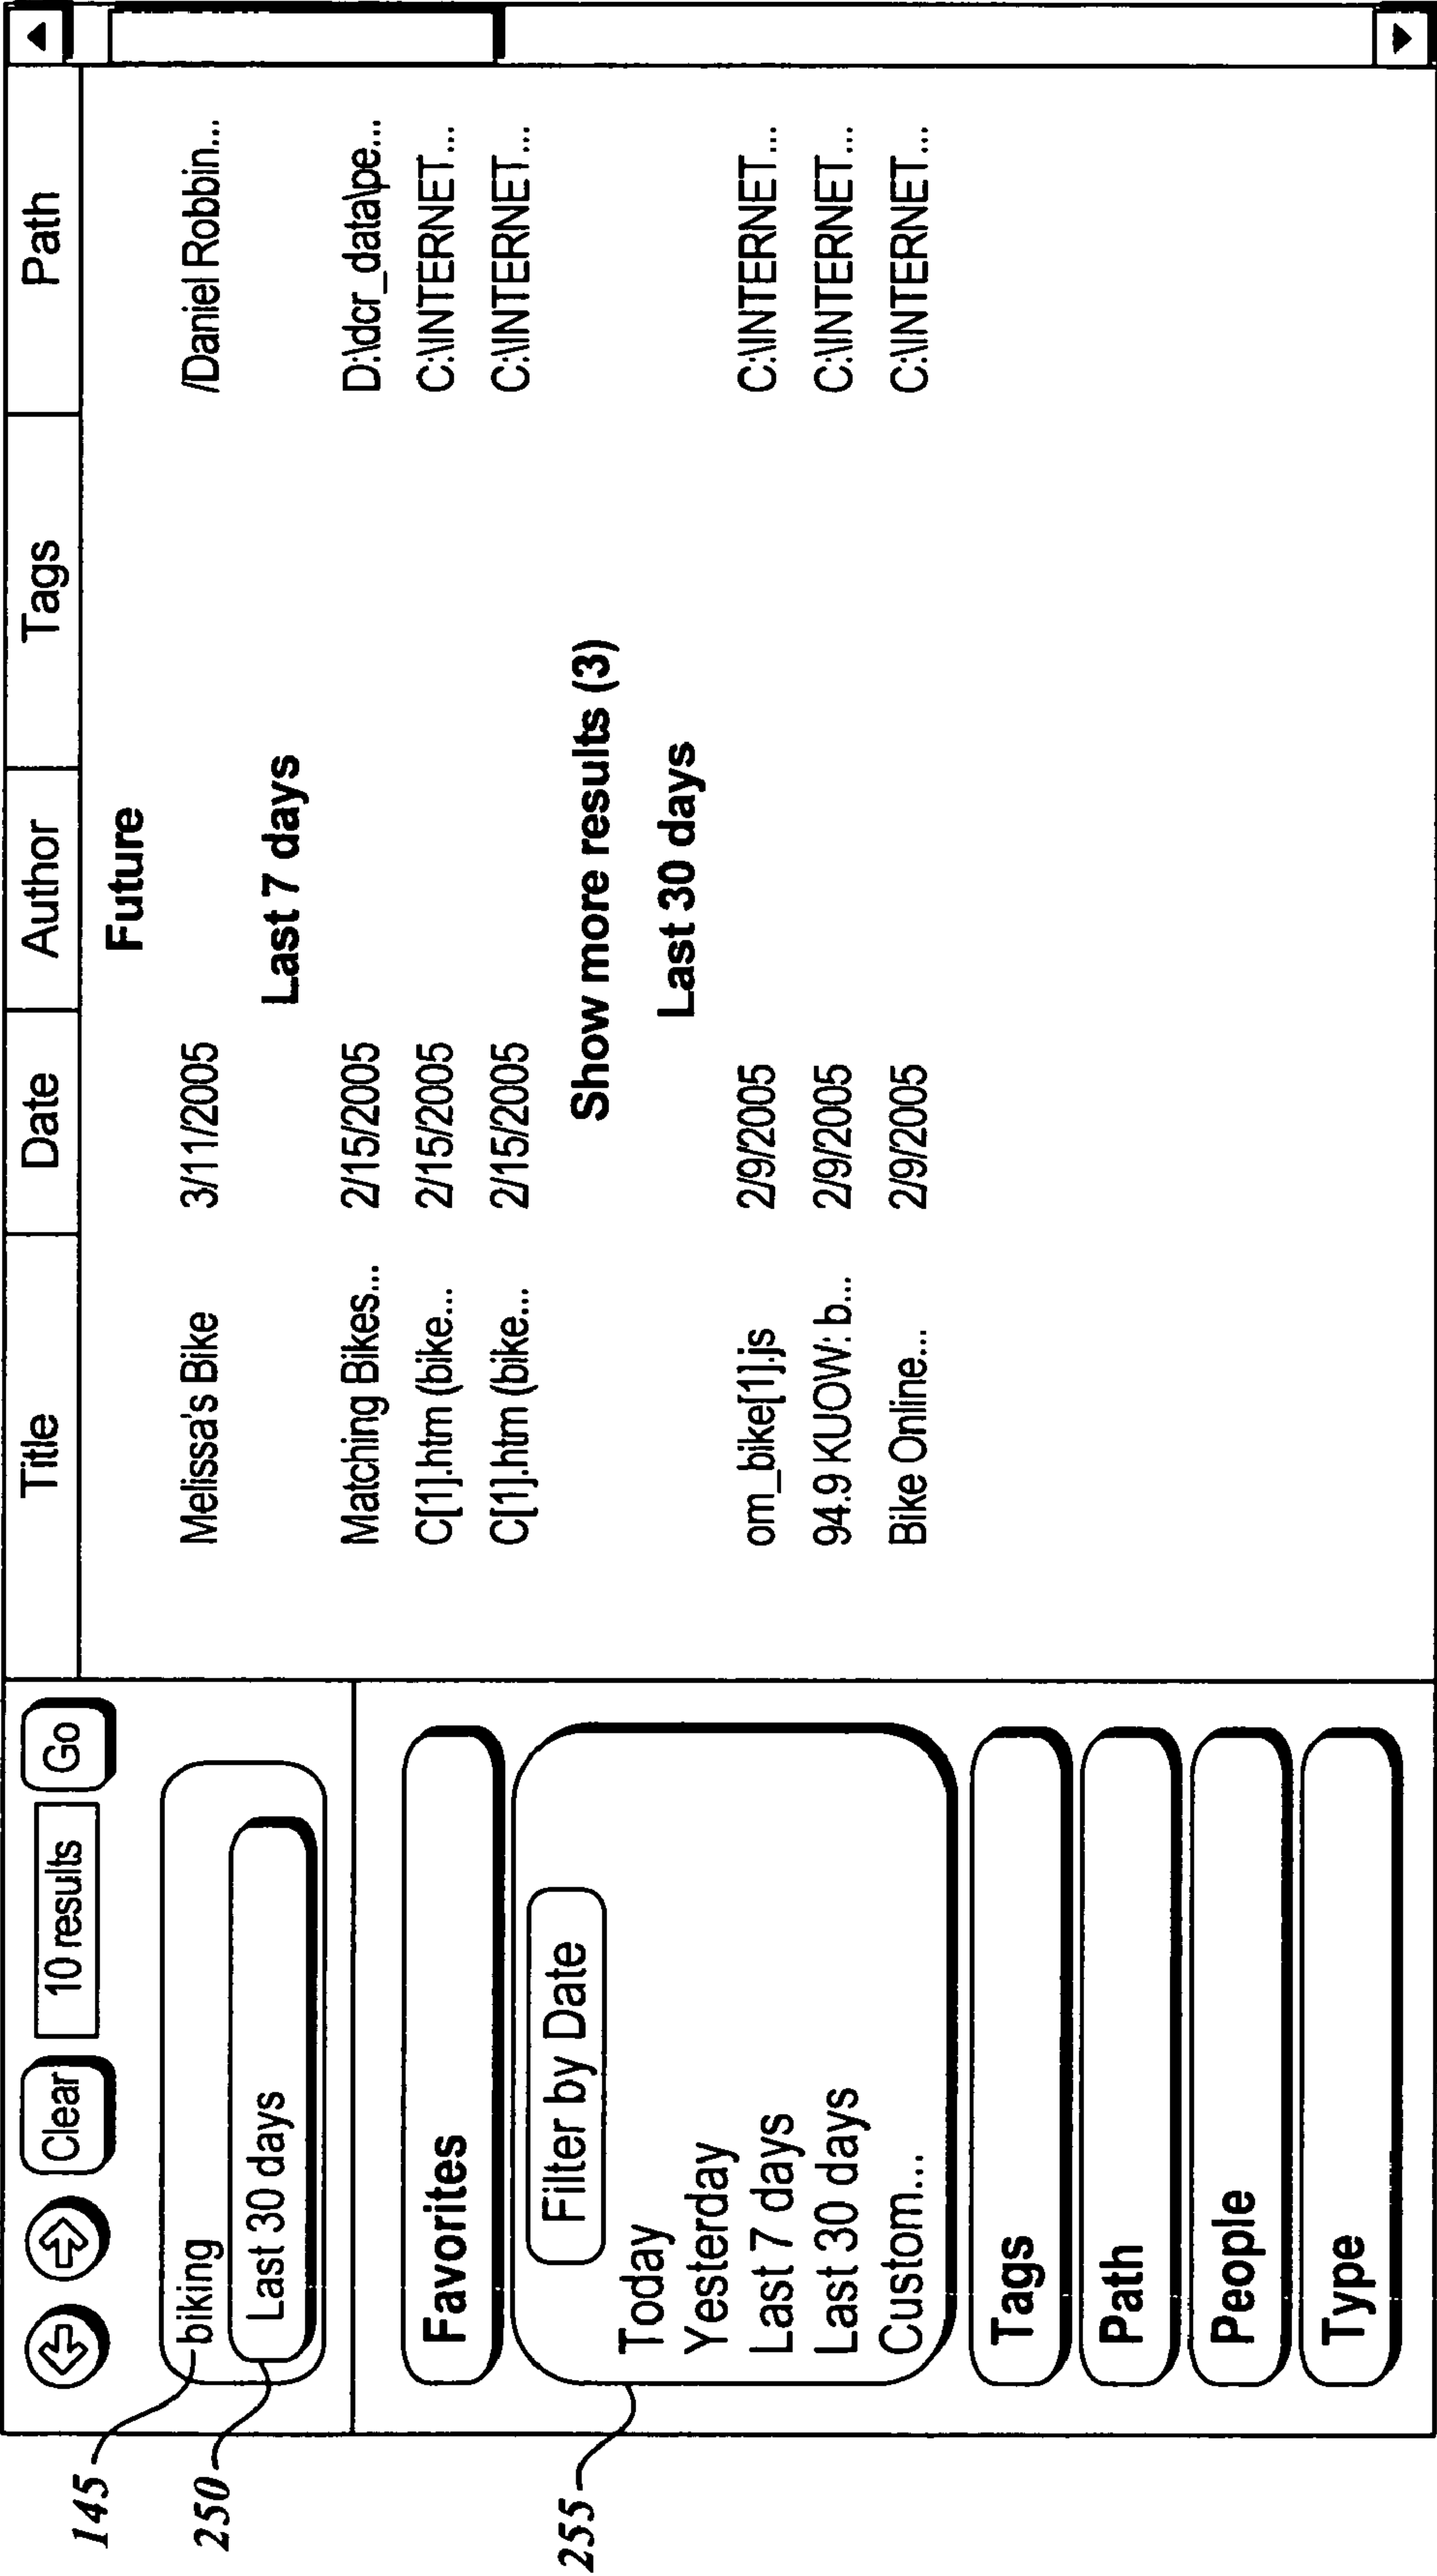 Clear 10 results Go
145 biking
250 Last 30 days
Favorites
255 Filter by Date
Today
Yesterday
Last 7 days
Last 30 days
Custom...
Tags
Path
People
Type
Title Date Author Tags Path
Future
Melissa's Bike 3/11/2005 /Daniel Robbin...
Last 7 days
Matching Bikes... 2/15/2005 D:\dcr_data\pe...
C[1].htm (bike... 2/15/2005 C:\INTERNET...
C[1].htm (bike... 2/15/2005 C:\INTERNET...
Show more results (3)
Last 30 days
om_bike[1].js 2/9/2005 C:\INTERNET...
94.9 KUOW: b... 2/9/2005 C:\INTERNET...
Bike Online... 2/9/2005 C:\INTERNET...